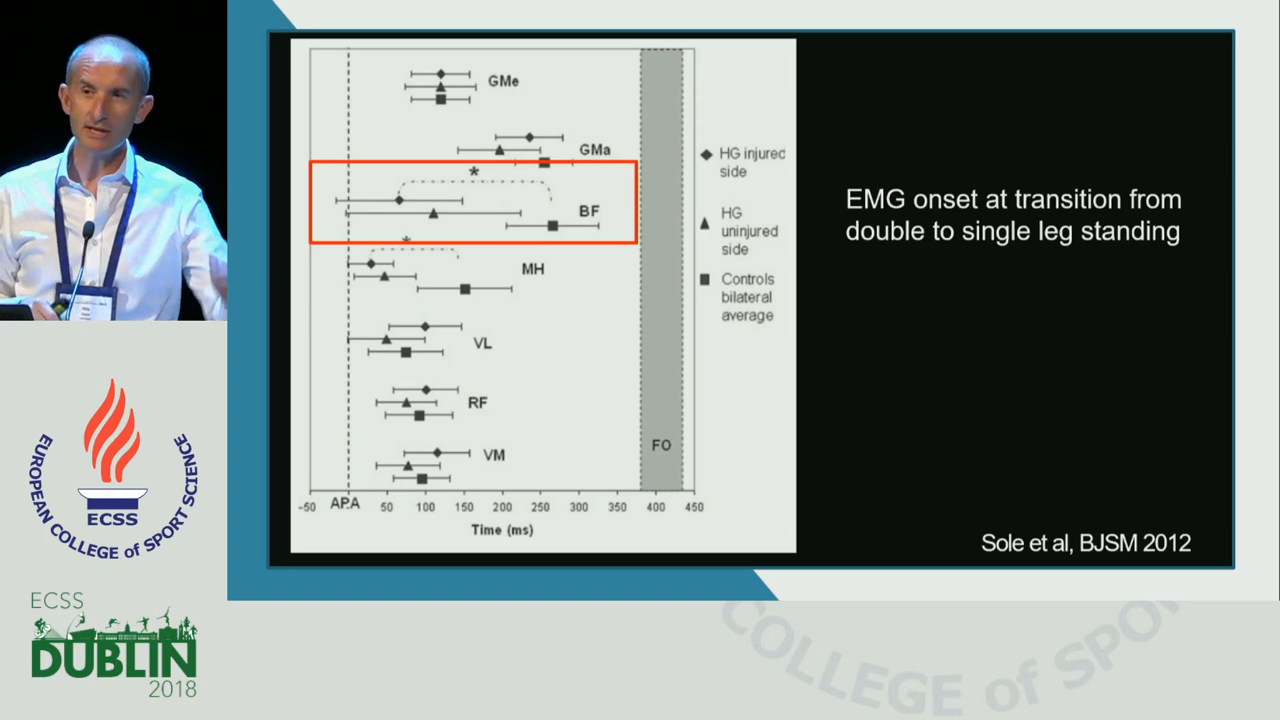 GMe
GMa
*
BF
*
MH
VL
RF
VM
FO
HG injured
side
HG
uninjured
side
Controls
bilateral
average
-50
APA
50
100
150
200
250
300
350
400
450
Time (ms)
EMG onset at transition from
double to single leg standing
Sole et al, BJSM 2012
EUROPEAN COLLEGE of SPORT SCIENCE
ECSS
ECSS
DUBLIN
2018
COLLEGE of SPOR